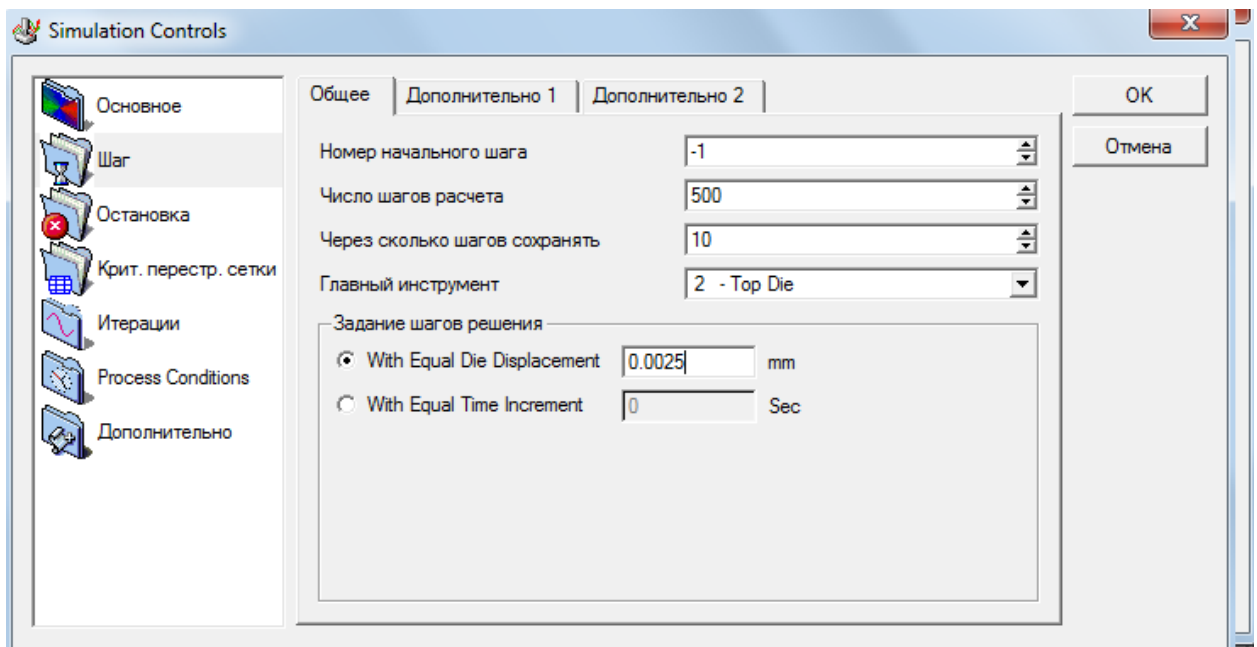 Simulation Controls
Основное
Шаг
Остановка
Крит. перестр. сетки
Итерации
Process Conditions
Дополнительно
Общее Дополнительно 1 Дополнительно 2
Номер начального шага -1
Число шагов расчета 500
Через сколько шагов сохранять 10
Главный инструмент 2 - Top Die
Задание шагов решения
With Equal Die Displacement 0.0025 mm
With Equal Time Increment 0 Sec
OK
Отмена